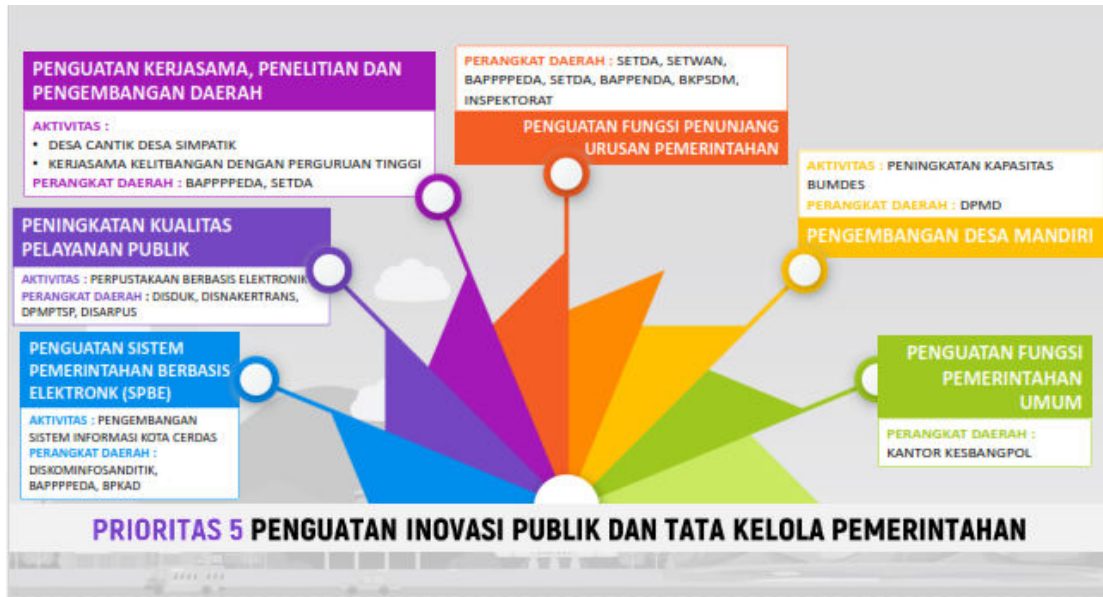 PENGUATAN KERJASAMA, PENELITIAN DAN
PENGEMBANGAN DAERAH
AKTIVITAS :
• DESA CANTIK DESA SIMPATIK
• KERJASAMA KELITBANGAN DENGAN PERGURUAN TINGGI
PERANGKAT DAERAH : BAPPPPEDA, SETDA
PERANGKAT DAERAH : SETDA, SETWAN,
BAPPPPEDA, SETDA, BAPPENDA, BKPSDM,
INSPEKTORAT
PENGUATAN FUNGSI PENUNJANG
URUSAN PEMERINTAHAN
AKTIVITAS : PENINGKATAN KAPASITAS
BUMDES
PERANGKAT DAERAH : DPMD
PENGEMBANGAN DESA MANDIRI
PENINGKATAN KUALITAS
PELAYANAN PUBLIK
AKTIVITAS : PERPUSTAKAAN BERBASIS ELEKTRONIK
PERANGKAT DAERAH : DISDUK, DISNAKERTRANS,
DPMPTSP, DISARPUS
PENGUATAN SISTEM
PEMERINTAHAN BERBASIS
ELEKTRONK (SPBE)
AKTIVITAS : PENGEMBANGAN
SISTEM INFORMASI KOTA CERDAS
PERANGKAT DAERAH :
DISKOMINFOSANDITIK,
BAPPPPEDA, BPKAD
PENGUATAN FUNGSI
PEMERINTAHAN
UMUM
PERANGKAT DAERAH :
KANTOR KESBANGPOL
PRIORITAS 5 PENGUATAN INOVASI PUBLIK DAN TATA KELOLA PEMERINTAHAN